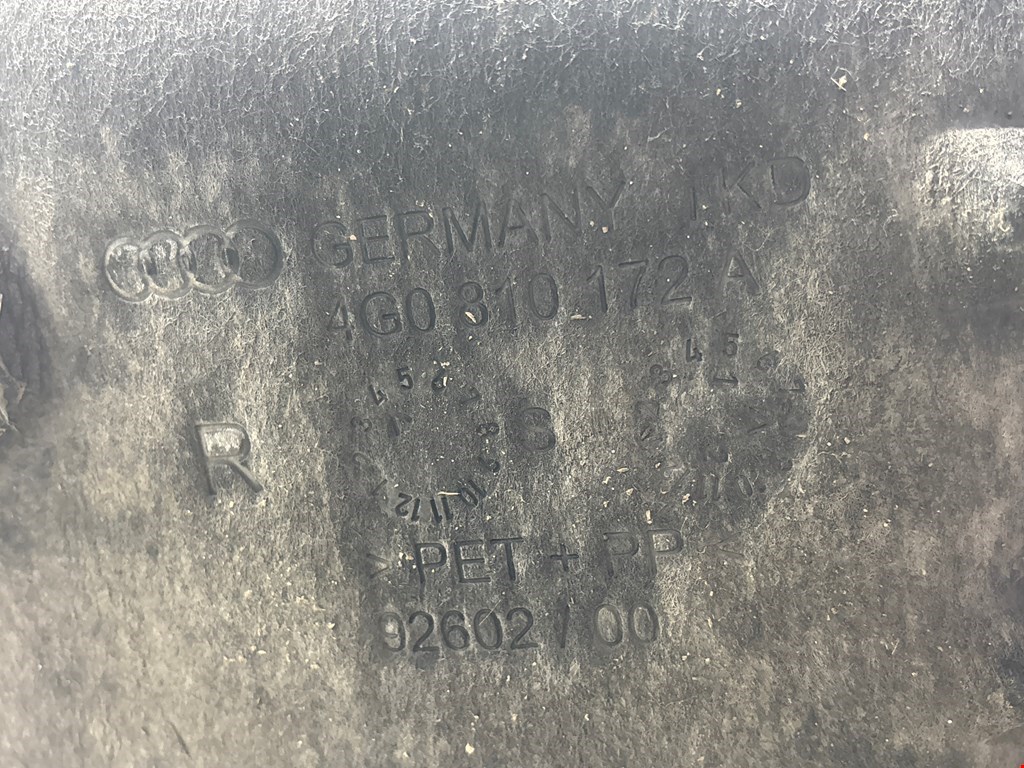 GERMANY TKD
4G0 810 172 A
R
> PET + PP <
92602 / 00